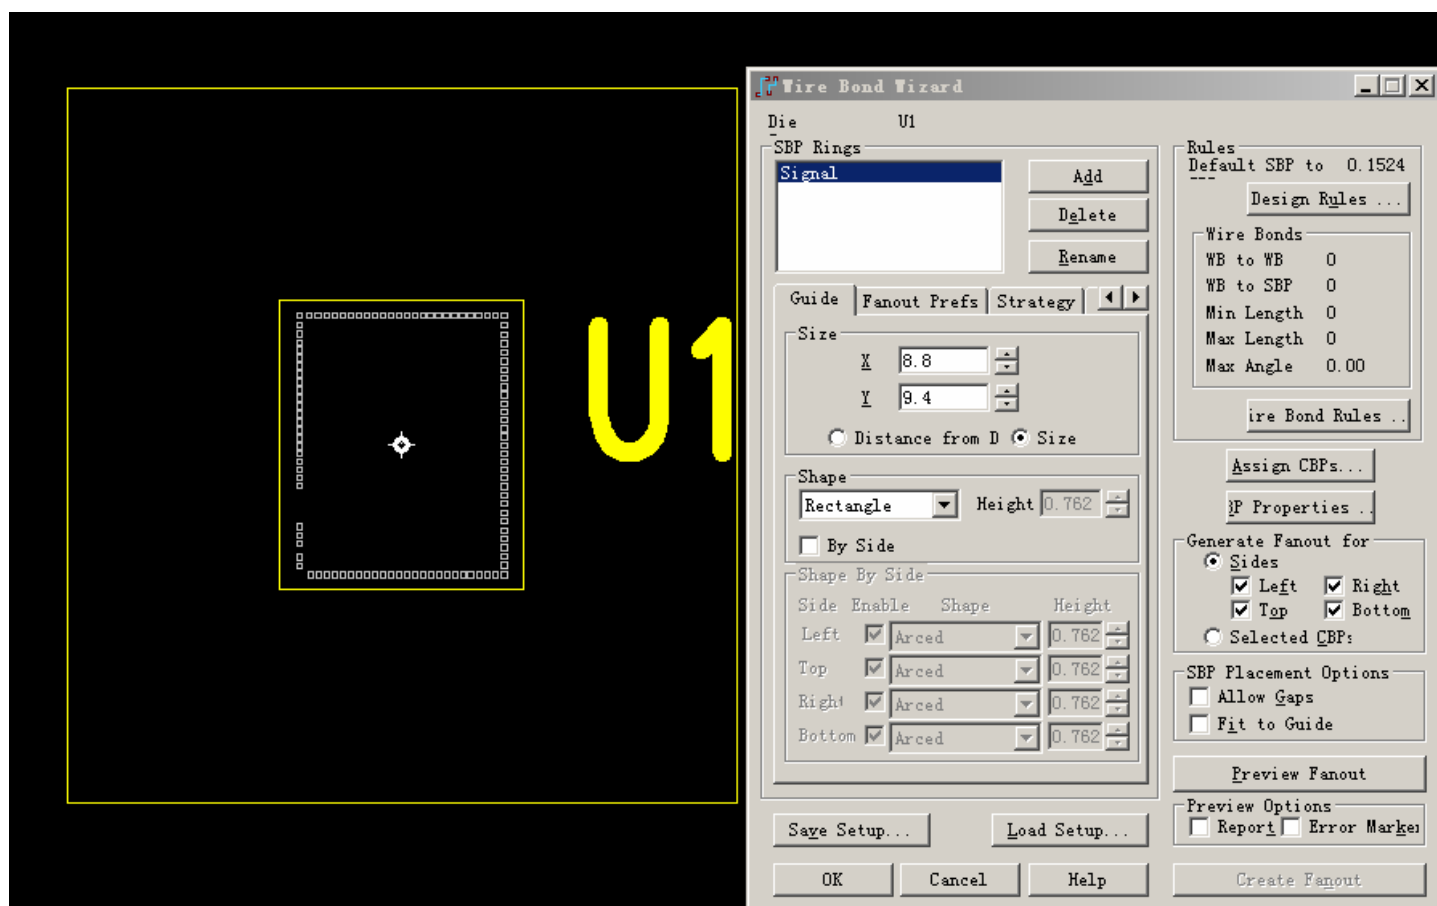 Wire Bond Wizard
Die U1
SBP Rings
Signal
Add
Delete
Rename
Guide Fanout Prefs Strategy
Size
X 8.8
Y 9.4
Distance from D Size
Shape
Rectangle Height 0.762
By Side
Shape By Side
Side Enable Shape Height
Left Arced 0.762
Top Arced 0.762
Right Arced 0.762
Bottom Arced 0.762
Save Setup... Load Setup...
OK Cancel Help
Rules
Default SBP to 0.1524
Design Rules ...
Wire Bonds
WB to WB 0
WB to SBP 0
Min Length 0
Max Length 0
Max Angle 0.00
ire Bond Rules ..
Assign CBPs...
BP Properties ..
Generate Fanout for
Sides
Left Right
Top Bottom
Selected CBPs
SBP Placement Options
Allow Gaps
Fit to Guide
Preview Fanout
Preview Options
Report Error Marker
Create Fanout
U1